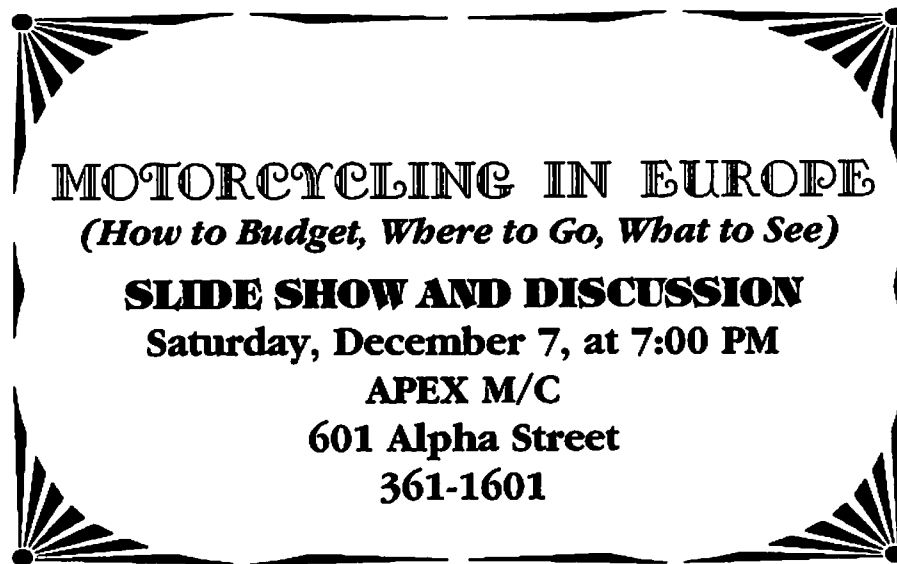 MOTORCYCLING IN EUROPE
(How to Budget, Where to Go, What to See)
SLIDE SHOW AND DISCUSSION
Saturday, December 7, at 7:00 PM
APEX M/C
601 Alpha Street
361-1601